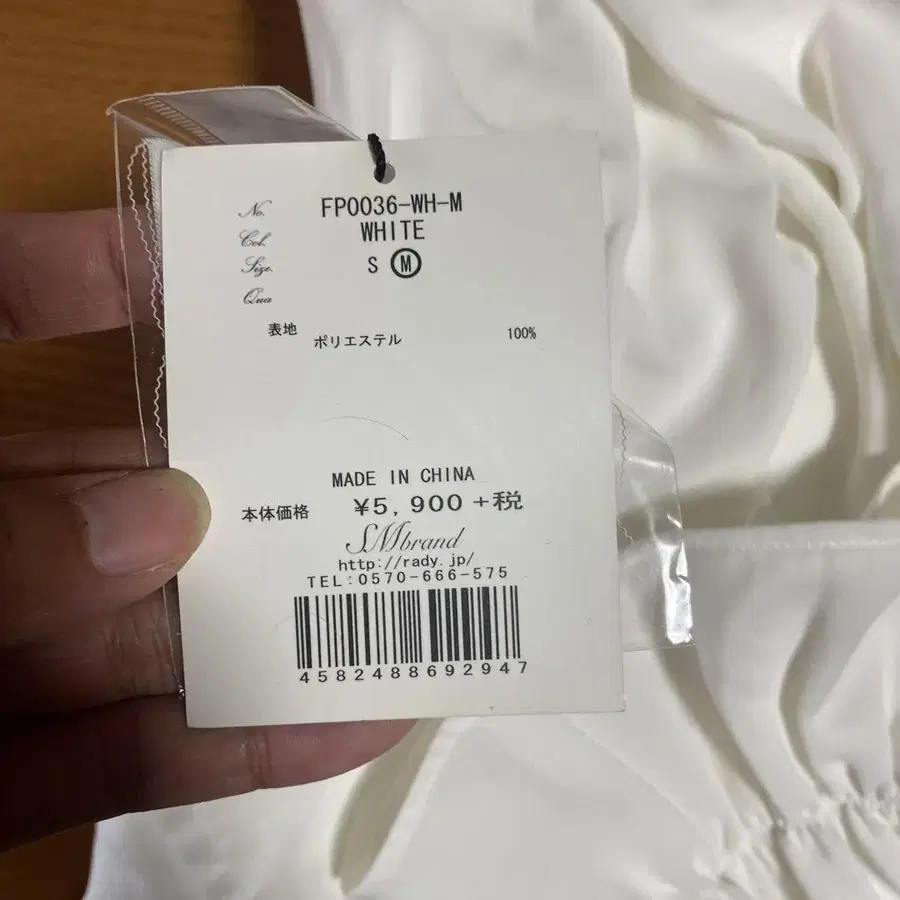 No. FP0036-WH-M
Col. WHITE
Size. S M
Qua
表地
ポリエステル 100%
MADE IN CHINA
本体価格 ¥5,900+税
SMbrand
http://rady.jp/
TEL:0570-666-575
4582488692947